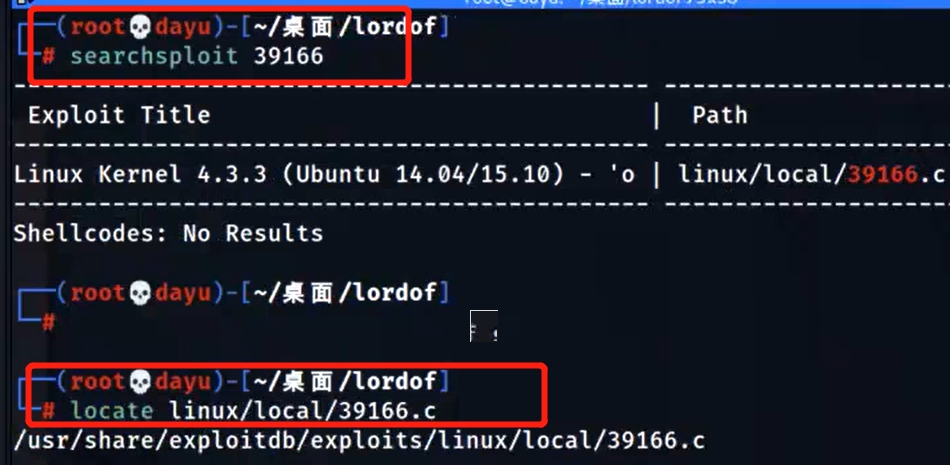 (root💀dayu)-[~/桌面/lordof]
# searchsploit 39166
Exploit Title | Path
Linux Kernel 4.3.3 (Ubuntu 14.04/15.10) - 'o | linux/local/39166.c
Shellcodes: No Results
(root💀dayu)-[~/桌面/lordof]
#
(root💀dayu)-[~/桌面/lordof]
# locate linux/local/39166.c
/usr/share/exploitdb/exploits/linux/local/39166.c